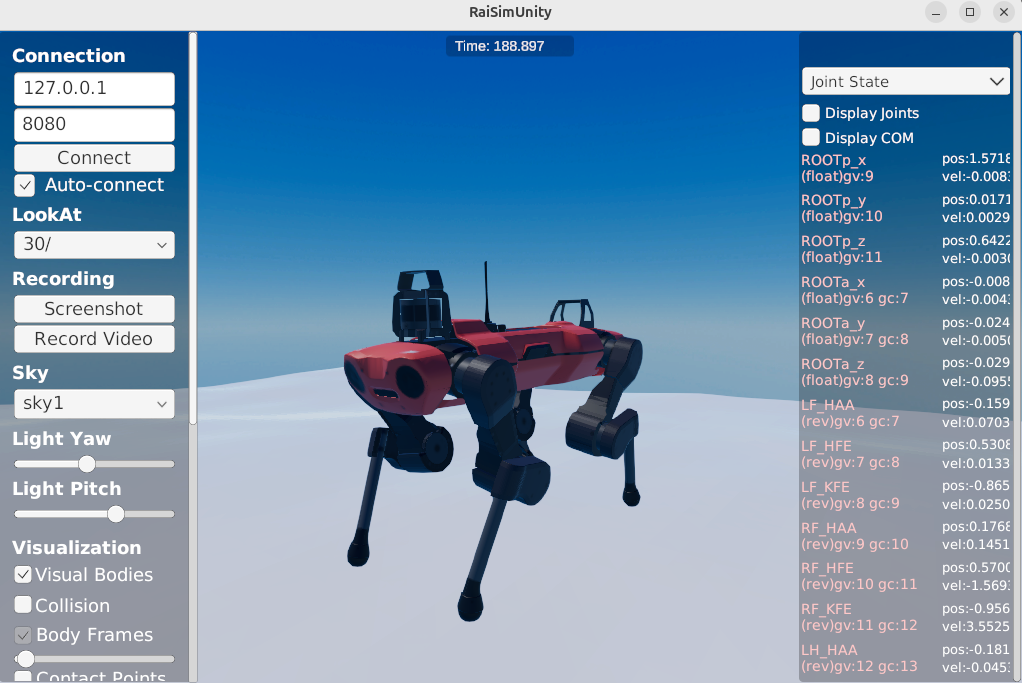 RaiSimUnity
Time: 188.897
Connection
127.0.0.1
8080
Connect
Auto-connect
LookAt
30/
Recording
Screenshot
Record Video
Sky
sky1
Light Yaw
Light Pitch
Visualization
Visual Bodies
Collision
Body Frames
Contact Points
Joint State
Display Joints
Display COM
ROOTp_x pos:1.5718
(float)gv:9 vel:-0.008
ROOTp_y pos:0.0171
(float)gv:10 vel:0.0029
ROOTp_z pos:0.6422
(float)gv:11 vel:-0.003
ROOTa_x pos:-0.008
(float)gv:6 gc:7 vel:-0.004
ROOTa_y pos:-0.024
(float)gv:7 gc:8 vel:-0.005
ROOTa_z pos:-0.029
(float)gv:8 gc:9 vel:-0.095
LF_HAA pos:-0.159
(rev)gv:6 gc:7 vel:0.0703
LF_HFE pos:0.5308
(rev)gv:7 gc:8 vel:0.0133
LF_KFE pos:-0.865
(rev)gv:8 gc:9 vel:0.0250
RF_HAA pos:0.1768
(rev)gv:9 gc:10 vel:0.1451
RF_HFE pos:0.5700
(rev)gv:10 gc:11 vel:-1.569
RF_KFE pos:-0.956
(rev)gv:11 gc:12 vel:3.5525
LH_HAA pos:-0.181
(rev)gv:12 gc:13 vel:-0.045